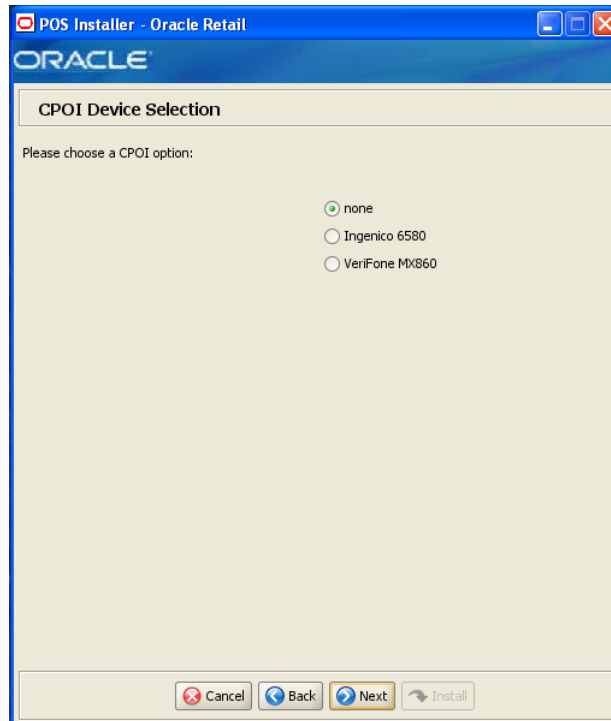 POS Installer - Oracle Retail
ORACLE
CPOI Device Selection
Please choose a CPOI option:
none
Ingenico 6580
VeriFone MX860
Cancel Back Next Install